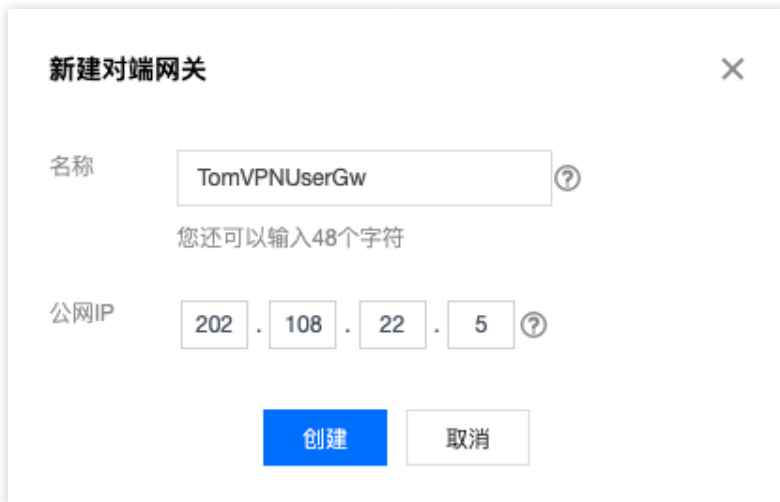 新建对端网关
名称 TomVPNUserGw
您还可以输入48个字符
公网IP 202 . 108 . 22 . 5
创建 取消